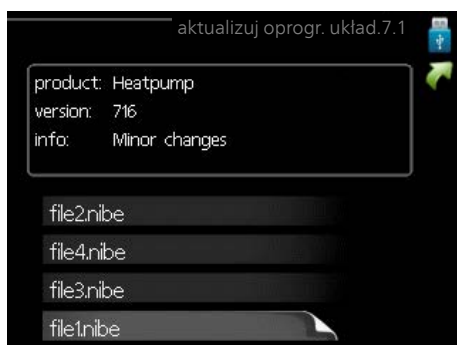 aktualizuj oprogr. układ.7.1
product: Heatpump
version: 716
info: Minor changes
file2.nibe
file4.nibe
file3.nibe
file1.nibe